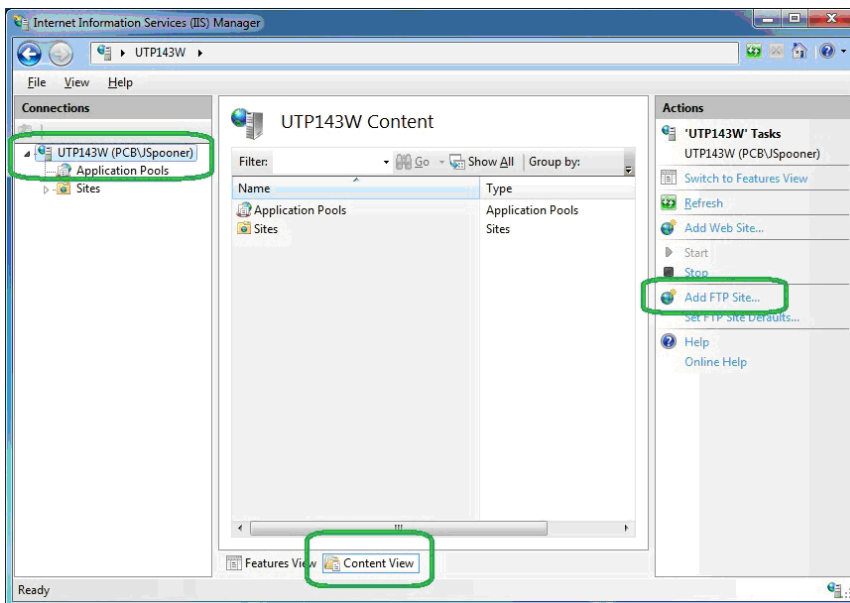 Internet Information Services (IIS) Manager
UTP143W
File View Help
Connections
UTP143W (PCB\JSpooner)
Application Pools
Sites
UTP143W Content
Filter: Go Show All Group by:
Name Type
Application Pools Application Pools
Sites Sites
Features View Content View
Actions
'UTP143W' Tasks
UTP143W (PCB\JSpooner)
Switch to Features View
Refresh
Add Web Site...
Start
Stop
Add FTP Site...
Set FTP Site Defaults...
Help
Online Help
Ready